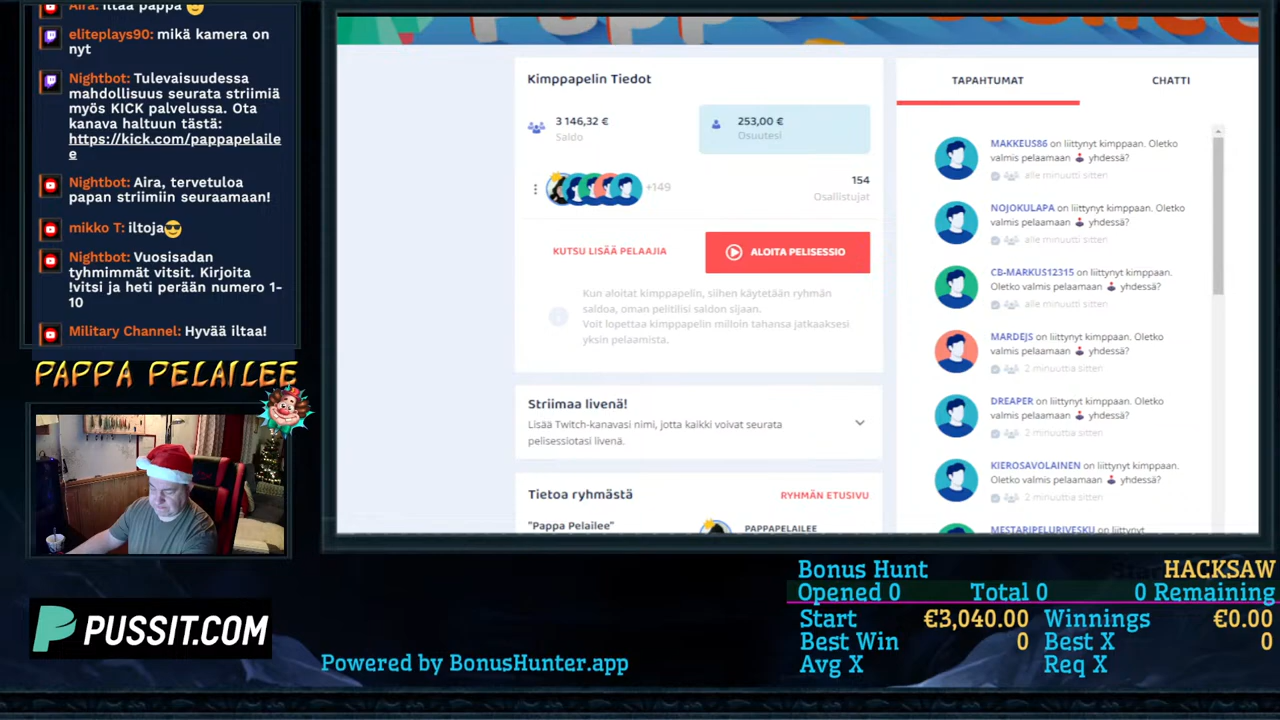 Aira: iltaa pappa
eliteplays90: mikä kamera on
nyt
Nightbot: Tulevaisuudessa
mahdollisuus seurata striimiä
myös KICK palvelussa. Ota
kanava haltuun tästä:
https://kick.com/pappapelaile
e
Nightbot: Aira, tervetuloa
papan striimiin seuraamaan!
mikko T: iltoja
Nightbot: Vuosisadan
tyhmimmät vitsit. Kirjoita
!vitsi ja heti perään numero 1-
10
Military Channel: Hyvää iltaa!
PAPPA PELAILEE
PUSSIT.COM
Kimppapelin Tiedot
3 146,32 €
Saldo
253,00 €
Osuutesi
+149
154
Osallistujat
KUTSU LISÄÄ PELAAJIA
ALOITA PELISESSIO
Kun aloitat kimppapelin, siihen käytetään ryhmän
saldoa, oman pelitilisi saldon sijaan.
Voit lopettaa kimppapelin milloin tahansa jatkaaksesi
yksin pelaamista.
Striimaa livenä!
Lisää Twitch-kanavasi nimi, jotta kaikki voivat seurata
pelisessiotasi livenä.
Tietoa ryhmästä
RYHMÄN ETUSIVU
"Pappa Pelailee"
PAPPAPELAILEE
TAPAHTUMAT
CHATTI
MAKKEUS86 on liittynyt kimppaan. Oletko
valmis pelaamaan yhdessä?
alle minuutti sitten
NOJOKULAPA on liittynyt kimppaan. Oletko
valmis pelaamaan yhdessä?
alle minuutti sitten
CB-MARKUS12315 on liittynyt kimppaan.
Oletko valmis pelaamaan yhdessä?
alle minuutti sitten
MARDEJS on liittynyt kimppaan. Oletko
valmis pelaamaan yhdessä?
2 minuuttia sitten
DREAPER on liittynyt kimppaan. Oletko
valmis pelaamaan yhdessä?
2 minuuttia sitten
KIEROSAVOLAINEN on liittynyt kimppaan.
Oletko valmis pelaamaan yhdessä?
2 minuuttia sitten
MESTARIPELURIVESKU on liittynyt
Powered by BonusHunter.app
Bonus Hunt HACKSAW
Opened 0 Total 0 0 Remaining
Start €3,040.00 Winnings €0.00
Best Win 0 Best X 0
Avg X Req X